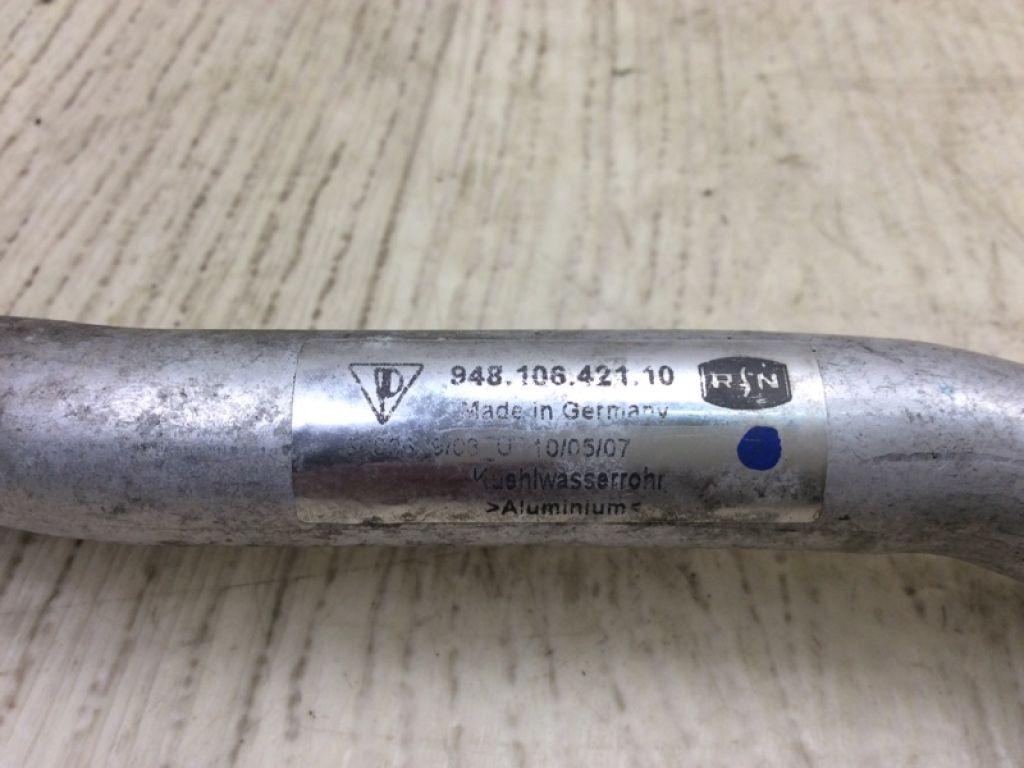 948.106.421.10
Made in Germany
10/05/07
Kuehlwasserrohr
>Aluminium<